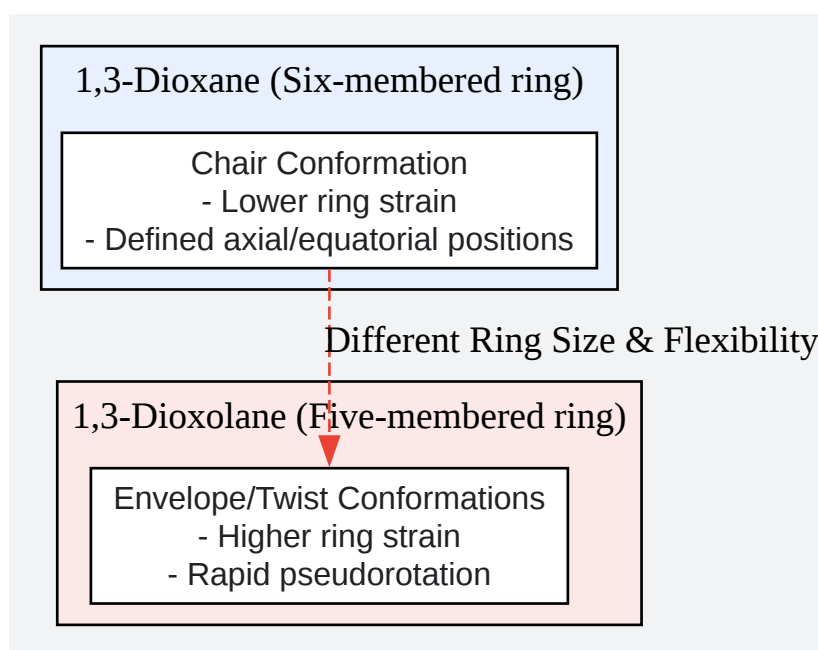 1,3-Dioxane (Six-membered ring)
Chair Conformation
- Lower ring strain
- Defined axial/equatorial positions
Different Ring Size & Flexibility
1,3-Dioxolane (Five-membered ring)
Envelope/Twist Conformations
- Higher ring strain
- Rapid pseudorotation